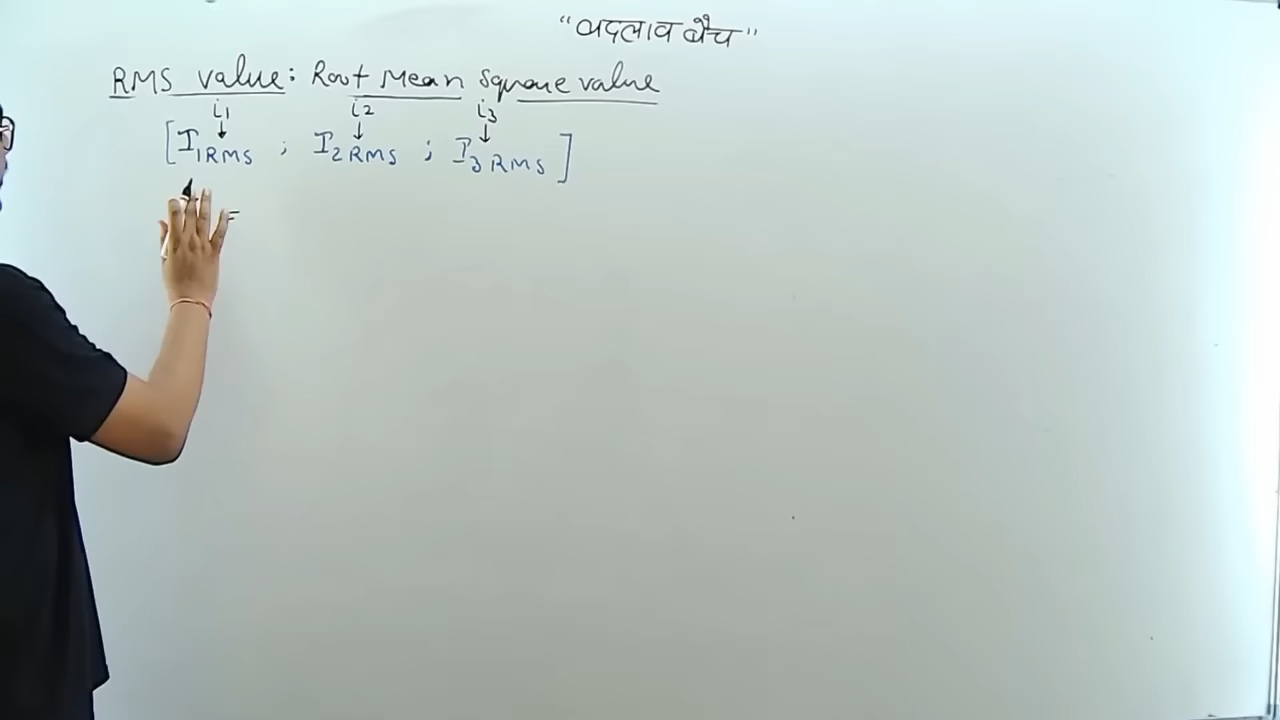 “बदलाव बैच”
RMS value: Root Mean Square value
i1 i2 i3
↓ ↓ ↓
[I1RMS ; I2RMS ; I3RMS]
=